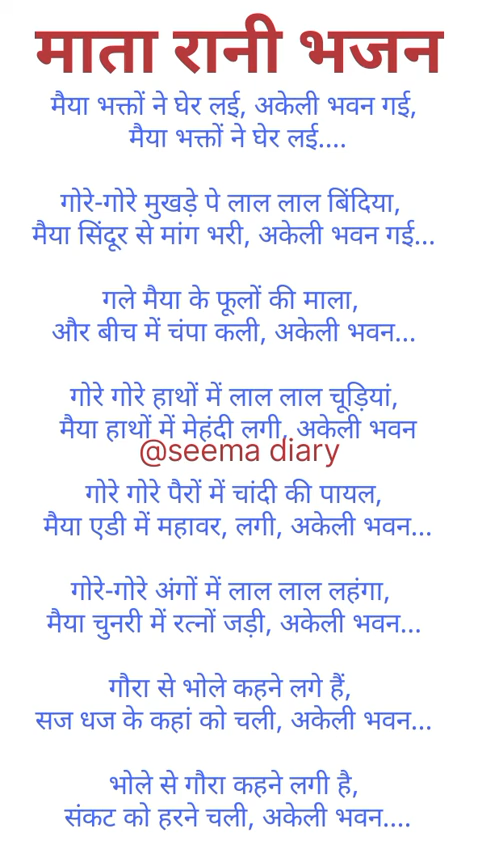 माता रानी भजन
मैया भक्तों ने घेर लई, अकेली भवन गई,
मैया भक्तों ने घेर लई....
गोरे-गोरे मुखड़े पे लाल लाल बिंदिया,
मैया सिंदूर से मांग भरी, अकेली भवन गई...
गले मैया के फूलों की माला,
और बीच में चंपा कली, अकेली भवन...
गोरे गोरे हाथों में लाल लाल चूड़ियां,
मैया हाथों में मेहंदी लगी, अकेली भवन
@seema diary
गोरे गोरे पैरों में चांदी की पायल,
मैया एडी में महावर, लगी, अकेली भवन...
गोरे-गोरे अंगों में लाल लाल लहंगा,
मैया चुनरी में रत्नों जड़ी, अकेली भवन...
गौरा से भोले कहने लगे हैं,
सज धज के कहां को चली, अकेली भवन...
भोले से गौरा कहने लगी है,
संकट को हरने चली, अकेली भवन....